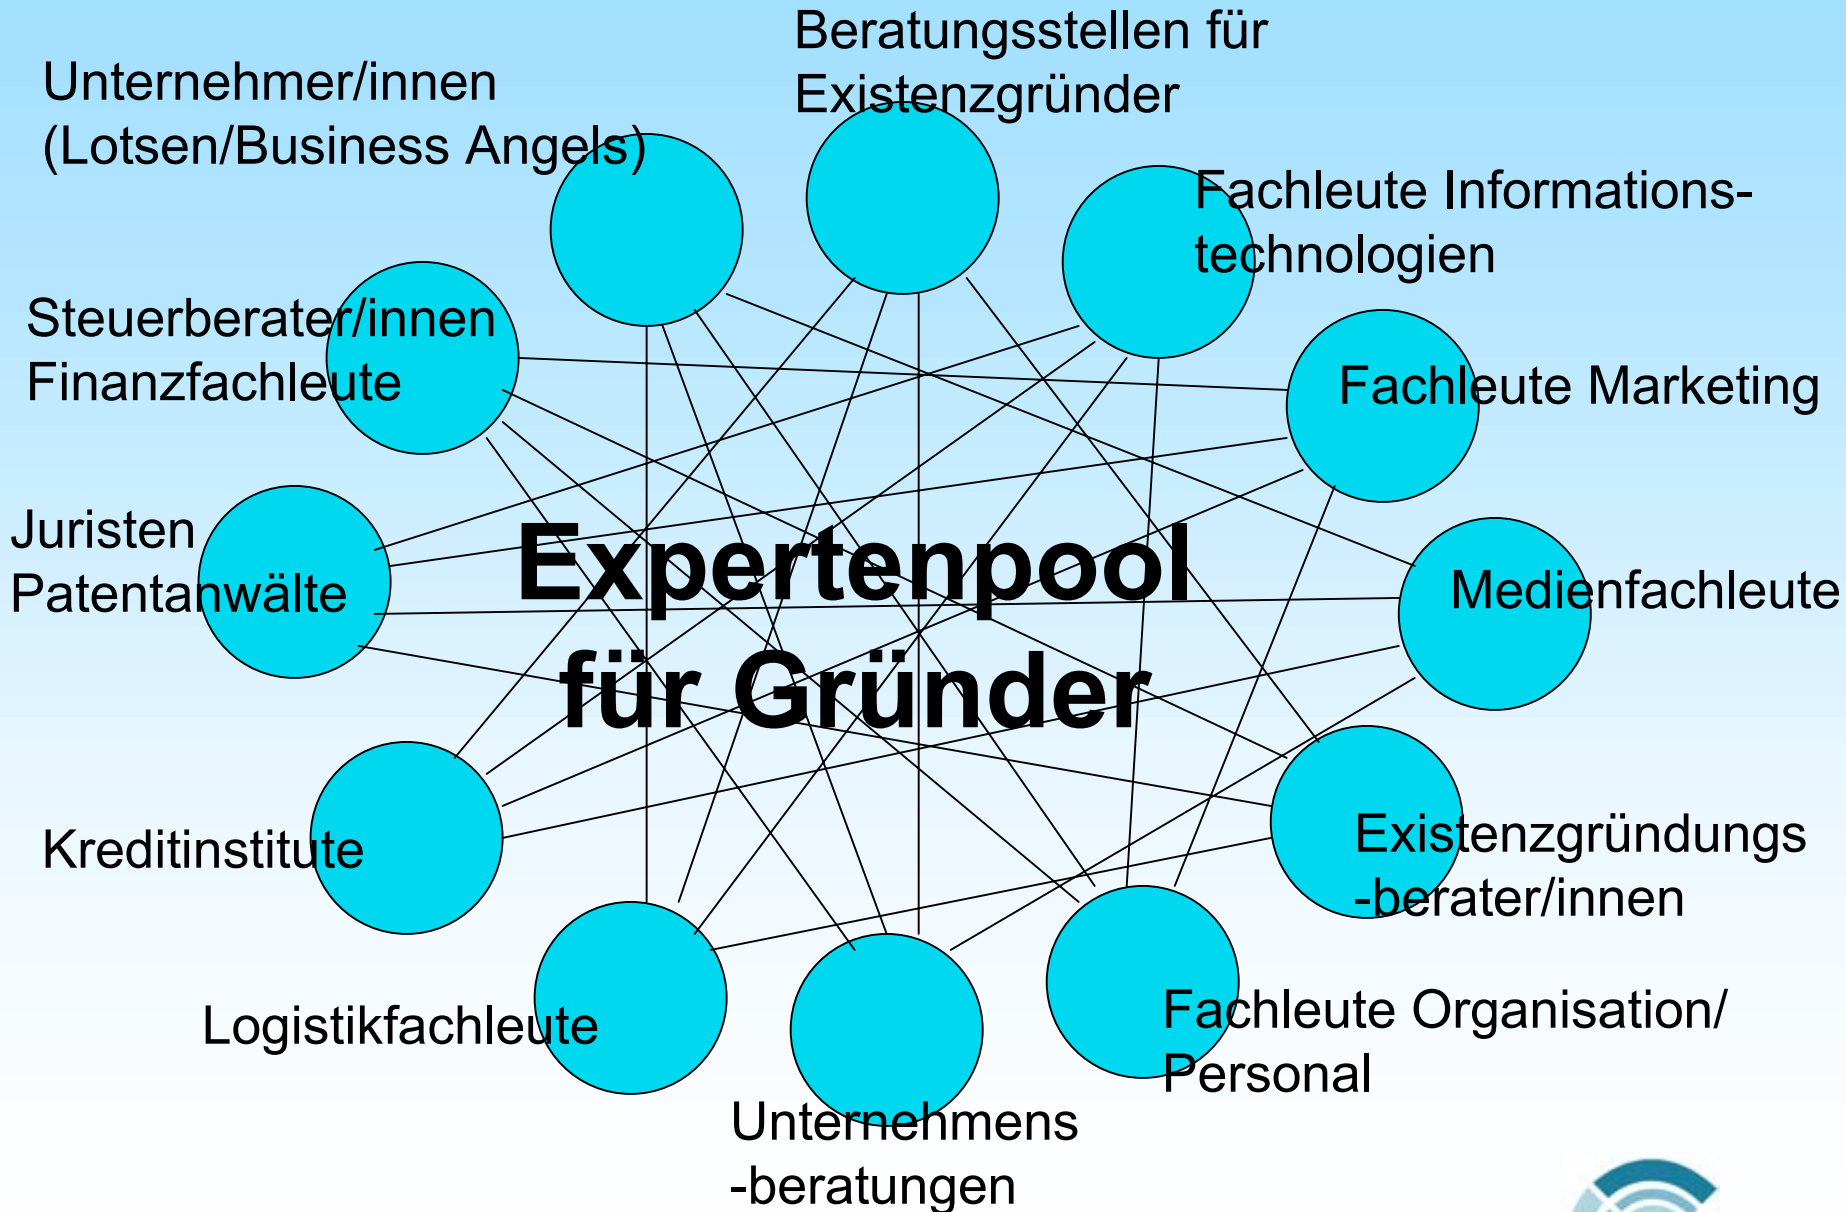 Beratungsstellen für
Existenzgründer
Unternehmer/innen
(Lotsen/Business Angels)
Fachleute Informations-
technologien
Steuerberater/innen
Finanzfachleute
Fachleute Marketing
Juristen
Patentanwälte
Expertenpool
für Gründer
Medienfachleute
Kreditinstitute
Existenzgründungs
-berater/innen
Logistikfachleute
Fachleute Organisation/
Personal
Unternehmens
-beratungen